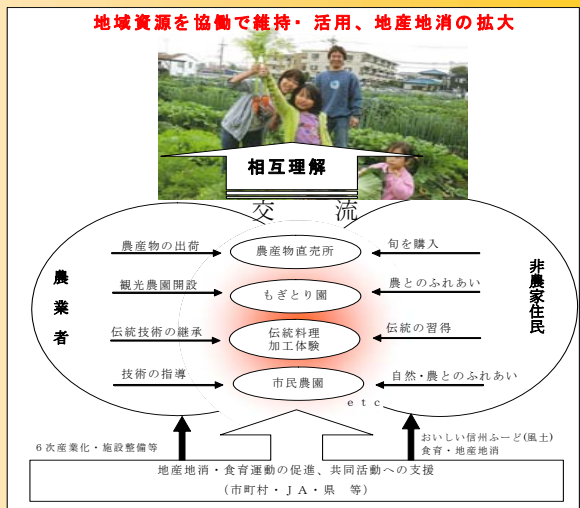 地域資源を協働で維持・活用、地産地消の拡大
相互理解
交　流
農業者
非農家住民
農産物の出荷
農産物直売所
旬を購入
観光農園開設
もぎとり園
農とのふれあい
伝統技術の継承
伝統料理
加工体験
伝統の習得
技術の指導
市民農園
自然・農とのふれあい
etc
6次産業化・施設整備等
おいしい信州ふーど(風土)
食育・地産地消
地産地消・食育運動の促進、共同活動への支援
（市町村・JA・県　等）